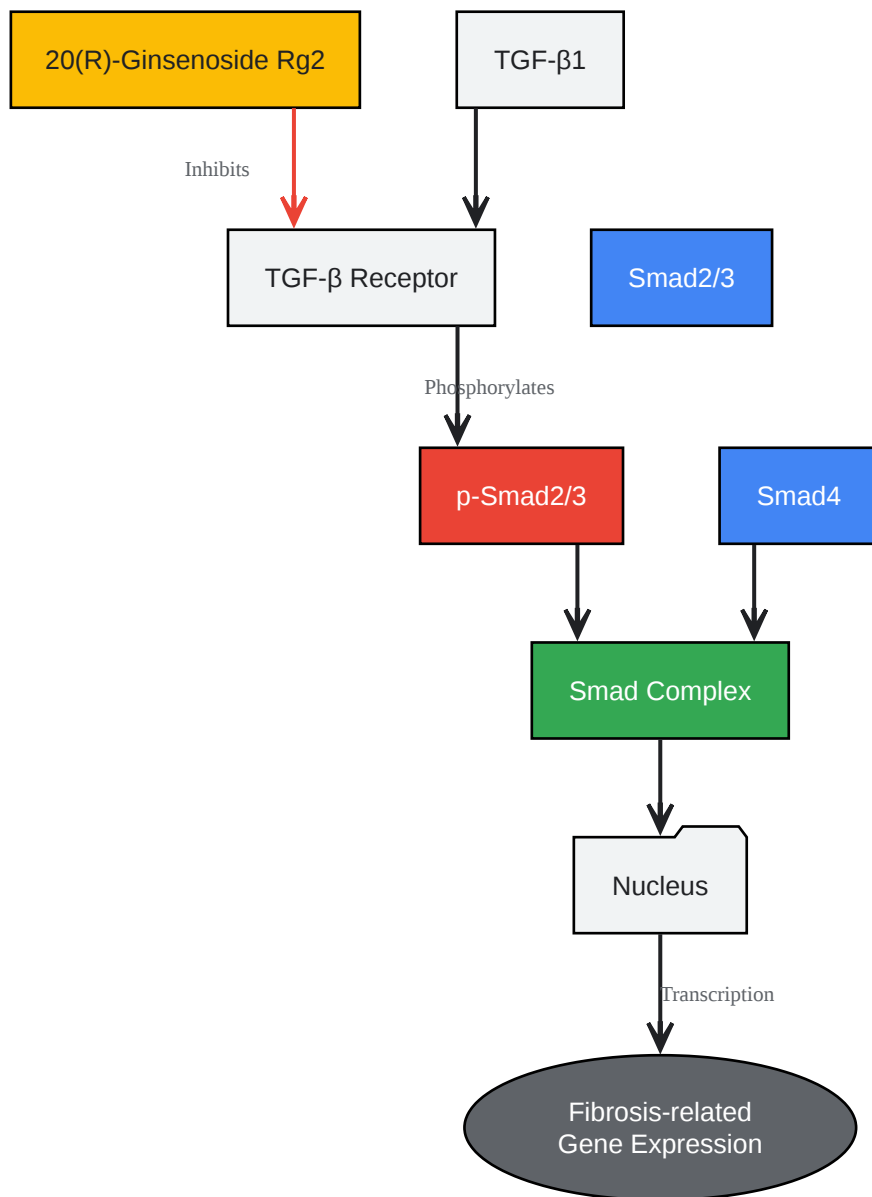 20(R)-Ginsenoside Rg2
TGF-β1
Inhibits
TGF-β Receptor
Smad2/3
Phosphorylates
p-Smad2/3
Smad4
Smad Complex
Nucleus
Transcription
Fibrosis-related
Gene Expression